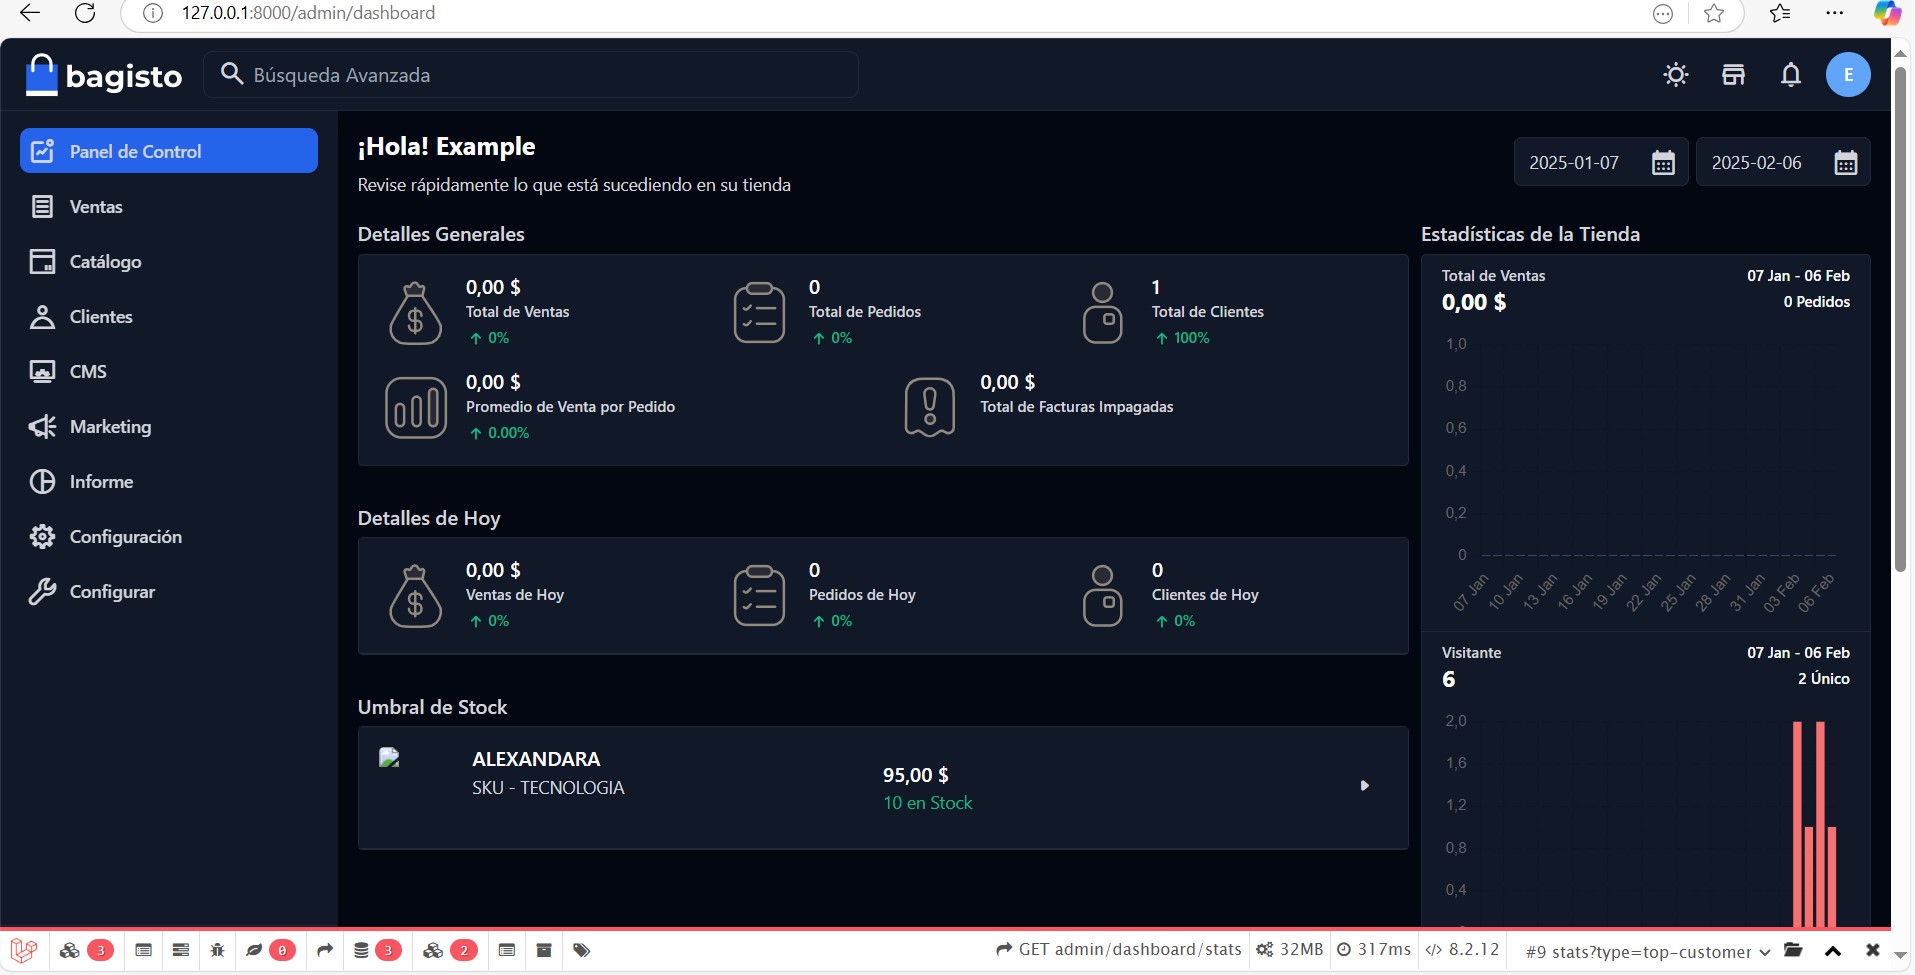 127.0.0.1:8000/admin/dashboard
bagisto
Búsqueda Avanzada
E
Panel de Control
Ventas
Catálogo
Clientes
CMS
Marketing
Informe
Configuración
Configurar
¡Hola! Example
Revise rápidamente lo que está sucediendo en su tienda
2025-01-07
2025-02-06
Detalles Generales
0,00 $
Total de Ventas
0%
0
Total de Pedidos
0%
1
Total de Clientes
100%
0,00 $
Promedio de Venta por Pedido
0.00%
0,00 $
Total de Facturas Impagadas
Detalles de Hoy
0,00 $
Ventas de Hoy
0%
0
Pedidos de Hoy
0%
0
Clientes de Hoy
0%
Umbral de Stock
ALEXANDARA
SKU - TECNOLOGIA
95,00 $
10 en Stock
Estadísticas de la Tienda
Total de Ventas
07 Jan - 06 Feb
0,00 $
0 Pedidos
1,0
0,8
0,6
0,4
0,2
0
07 Jan
10 Jan
13 Jan
16 Jan
19 Jan
22 Jan
25 Jan
28 Jan
31 Jan
03 Feb
06 Feb
Visitante
07 Jan - 06 Feb
6
2 Único
2,0
1,6
1,2
0,8
0,4
3
0
3
2
GET admin/dashboard/stats
32MB
317ms
8.2.12
#9 stats?type=top-customer